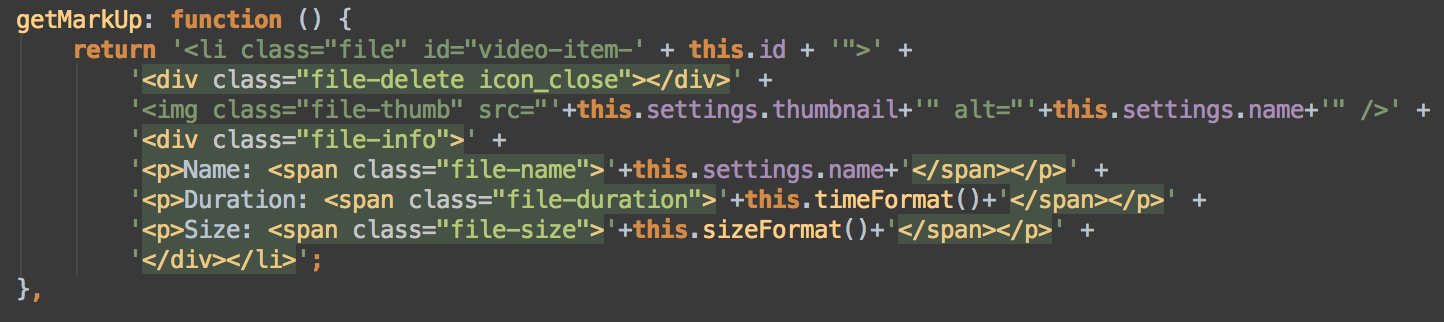 getMarkUp: function () {
    return '<li class="file" id="video-item-' + this.id + '">' +
        '<div class="file-delete icon_close"></div>' +
        '<img class="file-thumb" src="'+this.settings.thumbnail+'" alt="'+this.settings.name+'" />' +
        '<div class="file-info">' +
        '<p>Name: <span class="file-name">'+this.settings.name+'</span></p>' +
        '<p>Duration: <span class="file-duration">'+this.timeFormat()+'</span></p>' +
        '<p>Size: <span class="file-size">'+this.sizeFormat()+'</span></p>' +
        '</div></li>';
},